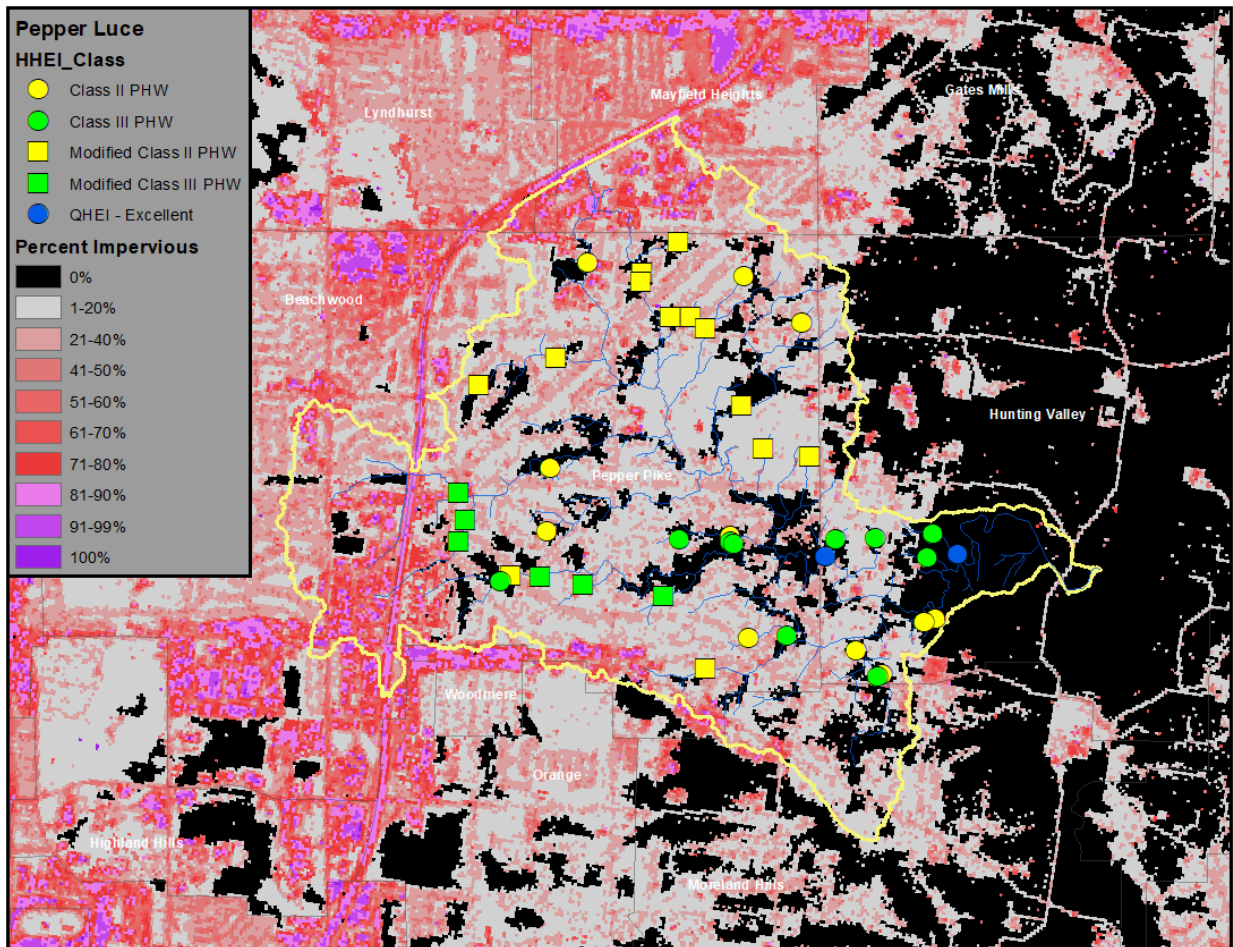 Pepper Luce
HHEI_Class
Class II PHW
Class III PHW
Modified Class II PHW
Modified Class III PHW
QHEI - Excellent
Percent Impervious
0%
1-20%
21-40%
41-50%
51-60%
61-70%
71-80%
81-90%
91-99%
100%
Mayfield Heights
Gates Mills
Lyndhurst
Beachwood
Hunting Valley
Pepper Pike
Woodmere
Orange
Highland Hills
Moreland Hills